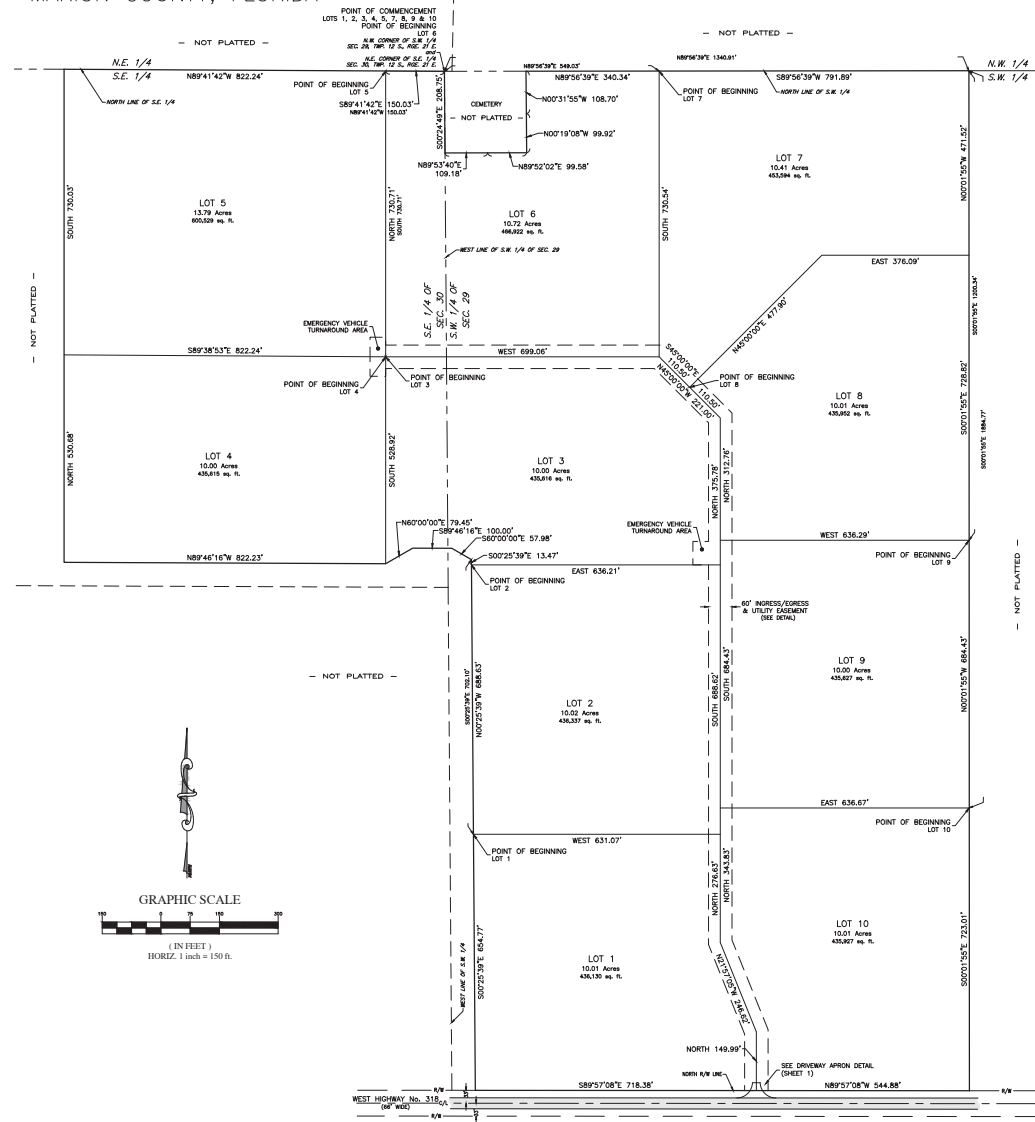 MARION COUNTY, FLORIDA
POINT OF COMMENCEMENT
LOTS 1, 2, 3, 4, 5, 7, 8, 9 & 10
POINT OF BEGINNING
LOT 6
N.W. CORNER OF S.W. 1/4
SEC. 29, TWP. 12 S., RGE. 21 E.
and
N.E. CORNER OF S.E. 1/4
SEC. 30, TWP. 12 S., RGE. 21 E.
- NOT PLATTED -
- NOT PLATTED -
N.E. 1/4
S.E. 1/4
N89°41'42"W 822.24'
NORTH LINE OF S.E. 1/4
POINT OF BEGINNING
LOT 5
S89°41'42"E 150.03'
N89°41'42"W 150.03'
S00°24'49"E 208.75'
N89°56'39"E 549.03'
N89°56'39"E 1340.91'
N89°56'39"E 340.34'
S89°56'39"W 791.89'
NORTH LINE OF S.W. 1/4
N.W. 1/4
S.W. 1/4
POINT OF BEGINNING
LOT 7
CEMETERY
- NOT PLATTED -
N00°31'55"W 108.70'
N00°19'08"W 99.92'
N89°53'40"E
109.18'
N89°52'02"E 99.58'
N00°01'55"W 471.52'
LOT 7
10.41 Acres
453,594 sq. ft.
LOT 5
13.79 Acres
600,529 sq. ft.
SOUTH 730.03'
NORTH 730.71'
SOUTH 730.71'
LOT 6
10.72 Acres
466,922 sq. ft.
SOUTH 730.54'
WEST LINE OF S.W. 1/4 OF SEC. 29
EAST 376.09'
- NOT PLATTED -
S.E. 1/4 OF
SEC. 30
S.W. 1/4 OF
SEC. 29
N45°00'00"E 477.90'
S00°01'55"E 1200.34'
EMERGENCY VEHICLE
TURNAROUND AREA
S89°38'53"E 822.24'
WEST 699.06'
S45°00'00"E
110.50'
110.50'
N45°00'00"W 221.00'
POINT OF BEGINNING
LOT 4
POINT OF BEGINNING
LOT 3
POINT OF BEGINNING
LOT 8
LOT 8
10.01 Acres
435,952 sq. ft.
S00°01'55"E 728.82'
S00°01'55"E 1884.77'
NORTH 530.68'
LOT 4
10.00 Acres
435,615 sq. ft.
SOUTH 528.92'
LOT 3
10.00 Acres
435,616 sq. ft.
NORTH 375.78'
NORTH 312.76'
N60°00'00"E 79.45'
S89°46'16"E 100.00'
S60°00'00"E 57.98'
S00°25'39"E 13.47'
EMERGENCY VEHICLE
TURNAROUND AREA
WEST 636.29'
POINT OF BEGINNING
LOT 9
N89°46'16"W 822.23'
EAST 636.21'
POINT OF BEGINNING
LOT 2
- NOT PLATTED -
60' INGRESS/EGRESS
& UTILITY EASEMENT
(SEE DETAIL)
S00°25'39"E 702.10'
N00°25'39"W 688.63'
- NOT PLATTED -
LOT 9
10.00 Acres
435,627 sq. ft.
N00°01'55"W 684.43'
SOUTH 688.62'
SOUTH 684.43'
LOT 2
10.02 Acres
436,337 sq. ft.
EAST 636.67'
POINT OF BEGINNING
LOT 10
WEST 631.07'
POINT OF BEGINNING
LOT 1
NORTH 276.63'
NORTH 343.83'
GRAPHIC SCALE
150 0 75 150 300
( IN FEET )
HORIZ. 1 inch = 150 ft.
S00°25'39"E 654.77'
WEST LINE OF S.W. 1/4
LOT 1
10.01 Acres
436,130 sq. ft.
LOT 10
10.01 Acres
435,927 sq. ft.
S00°01'55"E 723.01'
N21°57'05"W 246.62'
NORTH 149.99'
NORTH R/W LINE
SEE DRIVEWAY APRON DETAIL
(SHEET 1)
S89°57'08"E 718.38'
N89°57'08"W 544.88'
R/W
R/W
WEST HIGHWAY No. 318
(66' WIDE)
C/L
33'
33'
R/W
R/W